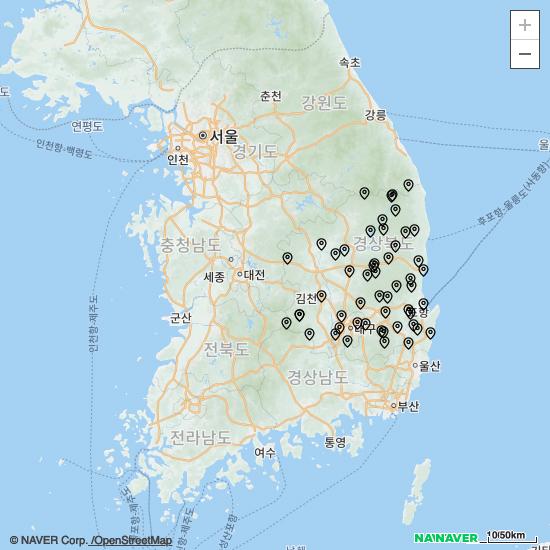 +
−
속초
춘천
강원도
강릉
도
연평도
서울
경기도
인천
인천항-백령도
울
후포항-울릉도(사동항)
충청남도
경상북도
세종
대전
김천
포항
군산
대구
인천항-제주도
전북도
경상남도
울산
부산
전라남도
여수
통영
© NAVER Corp. /OpenStreetMap
NAVER
10/50km